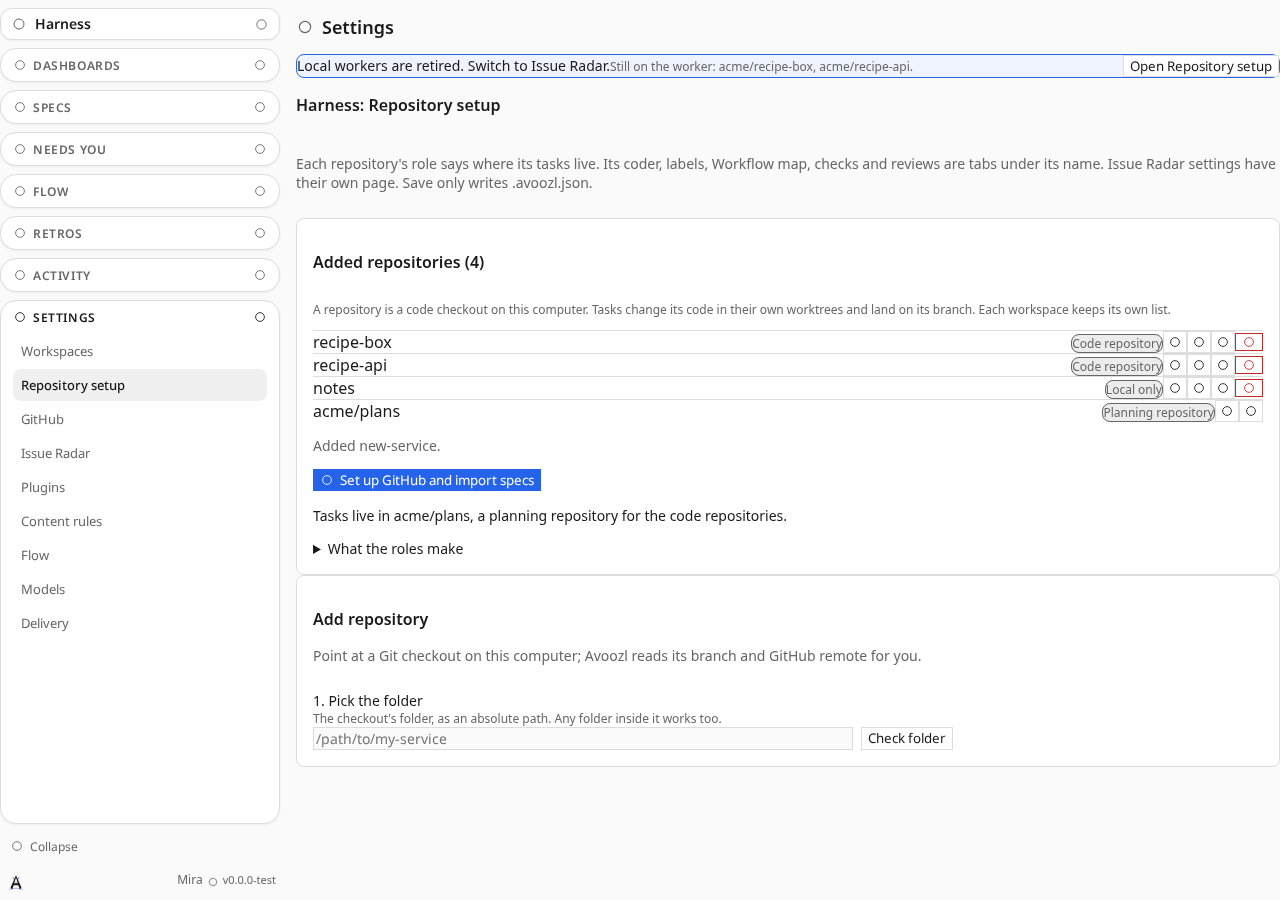 Harness
DASHBOARDS
SPECS
NEEDS YOU
FLOW
RETROS
ACTIVITY
SETTINGS
Workspaces
Repository setup
GitHub
Issue Radar
Plugins
Content rules
Flow
Models
Delivery
Collapse
Mira v0.0.0-test
Settings
Local workers are retired. Switch to Issue Radar. Still on the worker: acme/recipe-box, acme/recipe-api. Open Repository setup
Harness: Repository setup
Each repository's role says where its tasks live. Its coder, labels, Workflow map, checks and reviews are tabs under its name. Issue Radar settings have
their own page. Save only writes .avoozl.json.
Added repositories (4)
A repository is a code checkout on this computer. Tasks change its code in their own worktrees and land on its branch. Each workspace keeps its own list.
recipe-box Code repository
recipe-api Code repository
notes Local only
acme/plans Planning repository
Added new-service.
Set up GitHub and import specs
Tasks live in acme/plans, a planning repository for the code repositories.
What the roles make
Add repository
Point at a Git checkout on this computer; Avoozl reads its branch and GitHub remote for you.
1. Pick the folder
The checkout's folder, as an absolute path. Any folder inside it works too.
/path/to/my-service Check folder